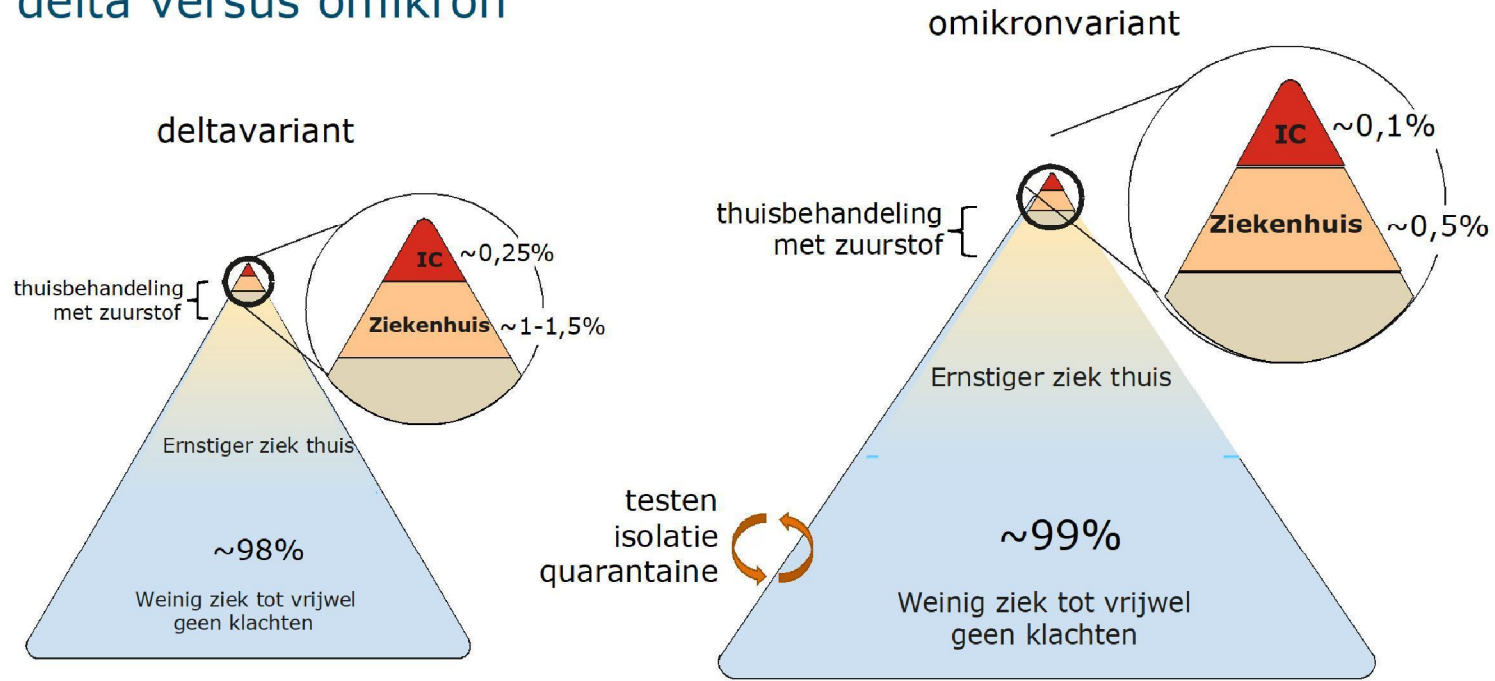 delta versus omikron
deltavariant
thuisbehandeling
met zuurstof
IC
~0,25%
Ziekenhuis
~1-1,5%
Ernstiger ziek thuis
~98%
Weinig ziek tot vrijwel
geen klachten
omikronvariant
thuisbehandeling
met zuurstof
IC
~0,1%
Ziekenhuis
~0,5%
Ernstiger ziek thuis
testen
isolatie
quarantaine
~99%
Weinig ziek tot vrijwel
geen klachten